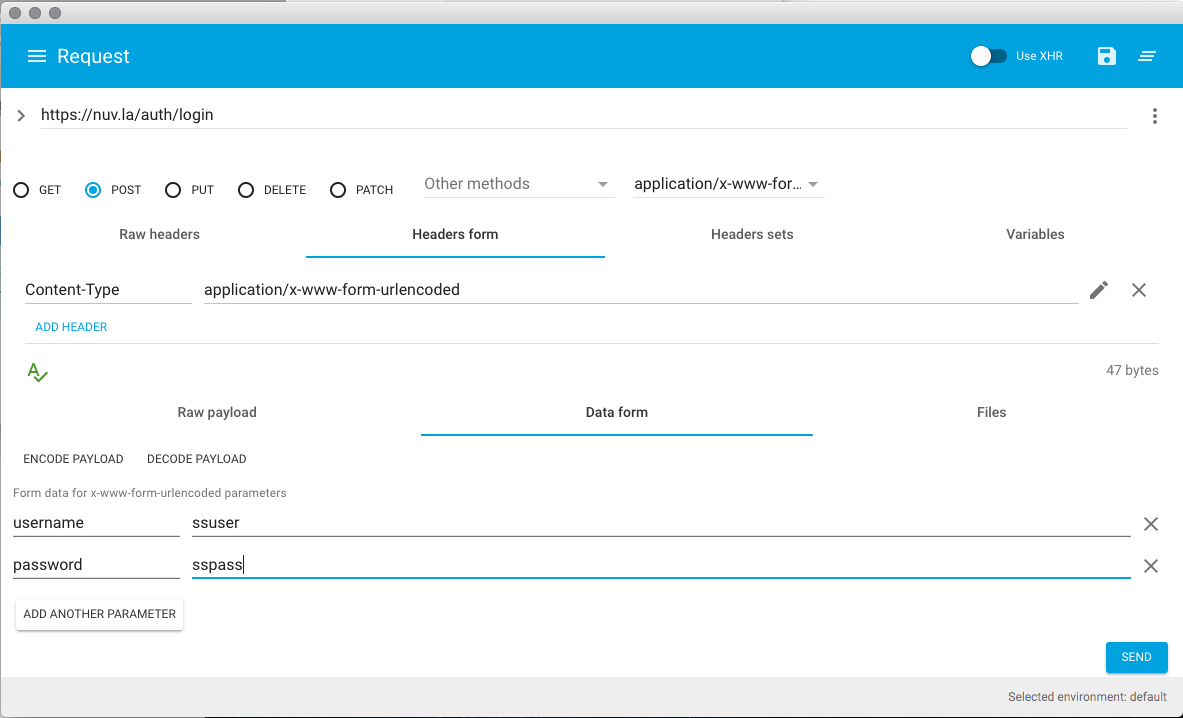 Request
Use XHR
https://nuv.la/auth/login
GET POST PUT DELETE PATCH Other methods application/x-www-for...
Raw headers Headers form Headers sets Variables
Content-Type application/x-www-form-urlencoded
ADD HEADER
47 bytes
Raw payload Data form Files
ENCODE PAYLOAD DECODE PAYLOAD
Form data for x-www-form-urlencoded parameters
username ssuser
password sspass
ADD ANOTHER PARAMETER
SEND
Selected environment: default